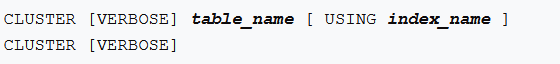 CLUSTER [VERBOSE] table_name [ USING index_name ]
CLUSTER [VERBOSE]